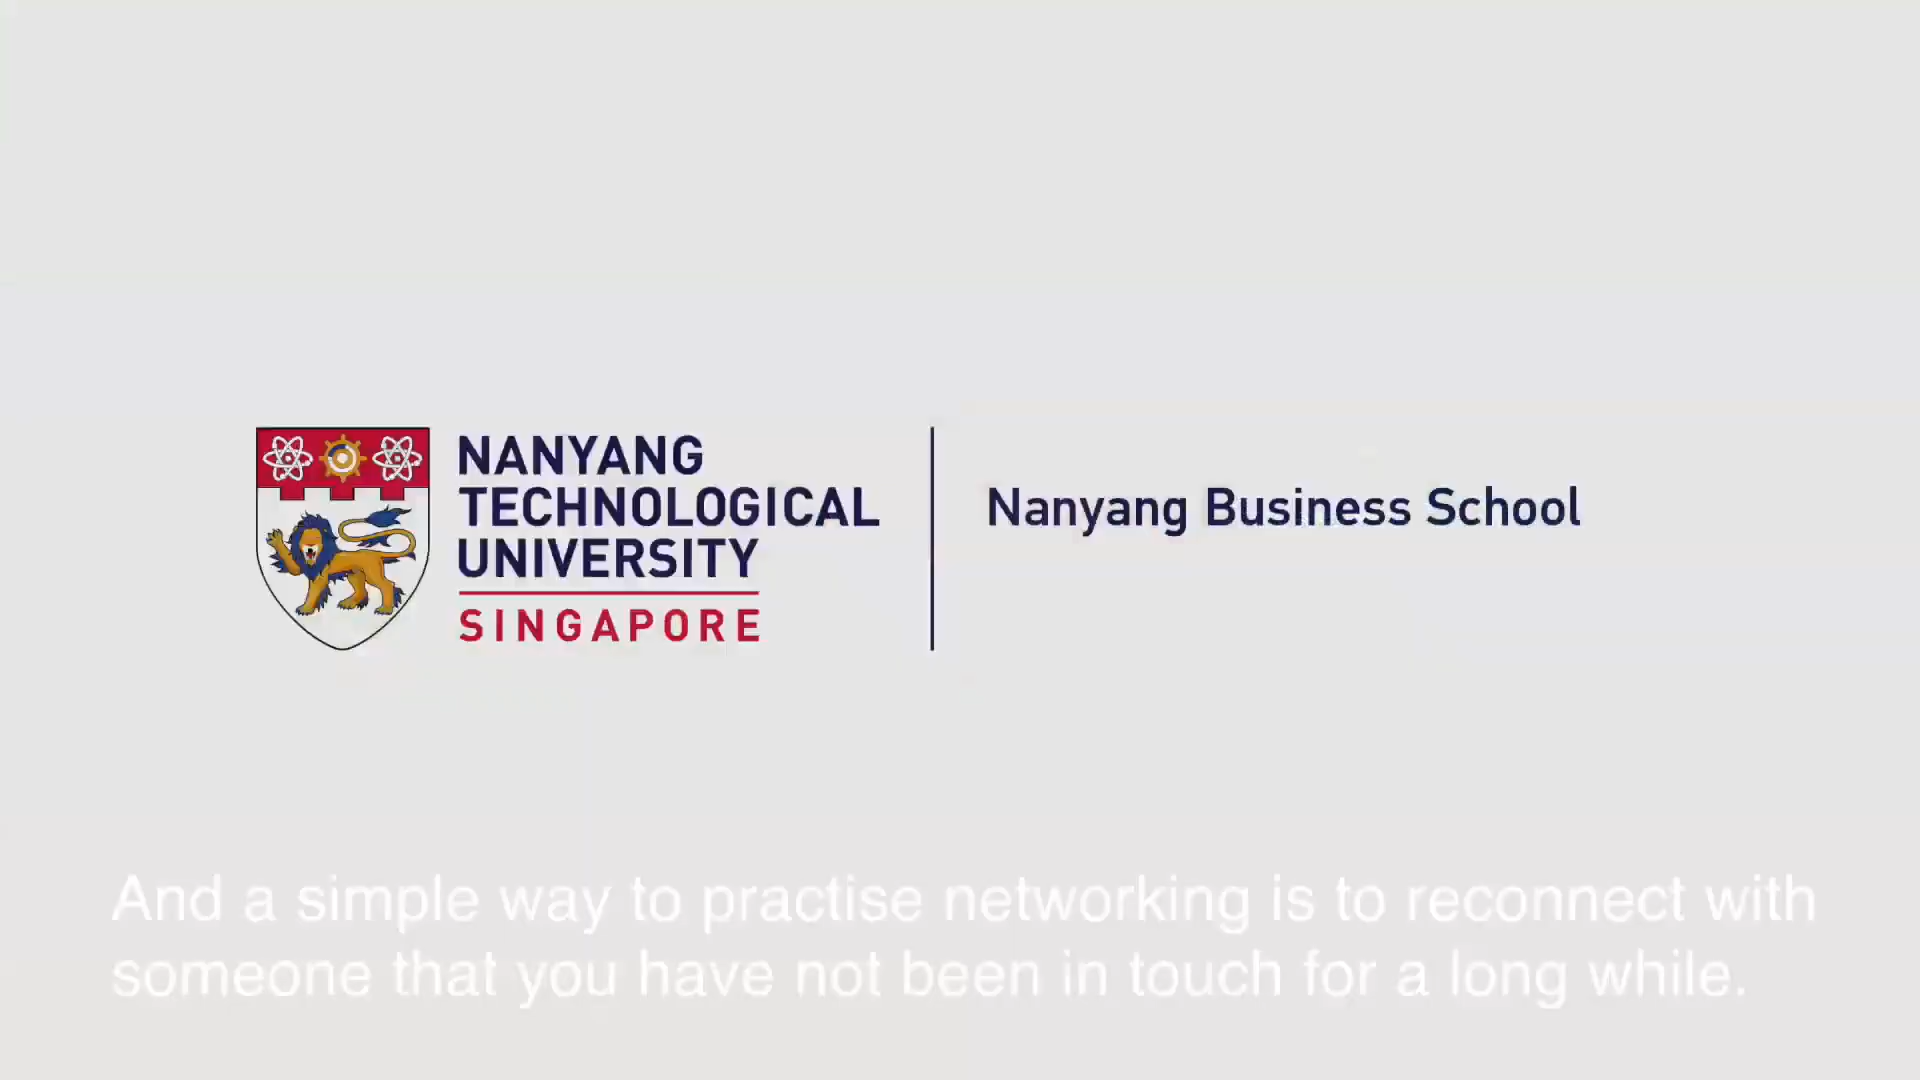 NANYANG
TECHNOLOGICAL
UNIVERSITY
SINGAPORE
Nanyang Business School
And a simple way to practise networking is to reconnect with
someone that you have not been in touch for a long while.